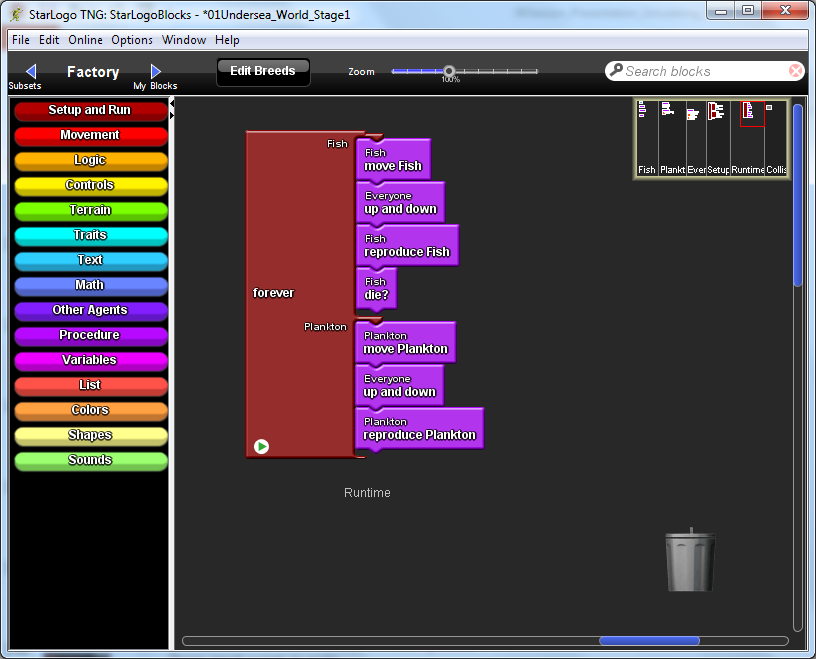 StarLogo TNG: StarLogoBlocks - *01Undersea_World_Stage1
File Edit Online Options Window Help
Subsets
Factory
My Blocks
Edit Breeds
Zoom
100%
Search blocks
Setup and Run
Movement
Logic
Controls
Terrain
Traits
Text
Math
Other Agents
Procedure
Variables
List
Colors
Shapes
Sounds
forever
Fish
Fish
move Fish
Everyone
up and down
Fish
reproduce Fish
Fish
die?
Plankton
Plankton
move Plankton
Everyone
up and down
Plankton
reproduce Plankton
Runtime
Fish Plankt Ever Setup Runtime Collis